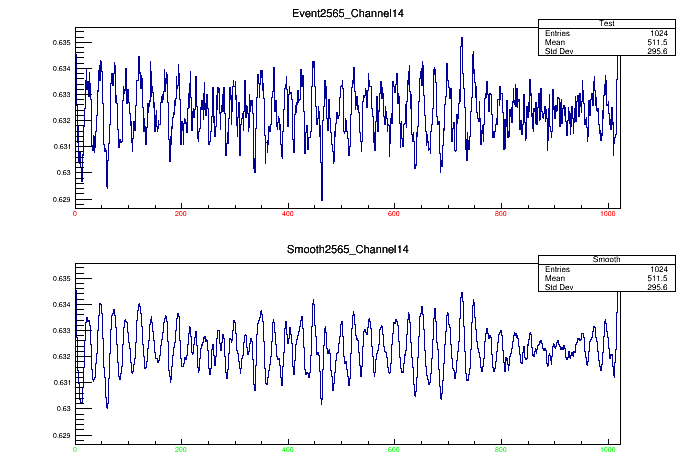 Event2565_Channel14
Test
Entries 1024
Mean 511.5
Std Dev 295.6
0.635
0.634
0.633
0.632
0.631
0.63
0.629
0 200 400 600 800 1000
Smooth2565_Channel14
Smooth
Entries 1024
Mean 511.5
Std Dev 295.6
0.635
0.634
0.633
0.632
0.631
0.63
0.629
0 200 400 600 800 1000